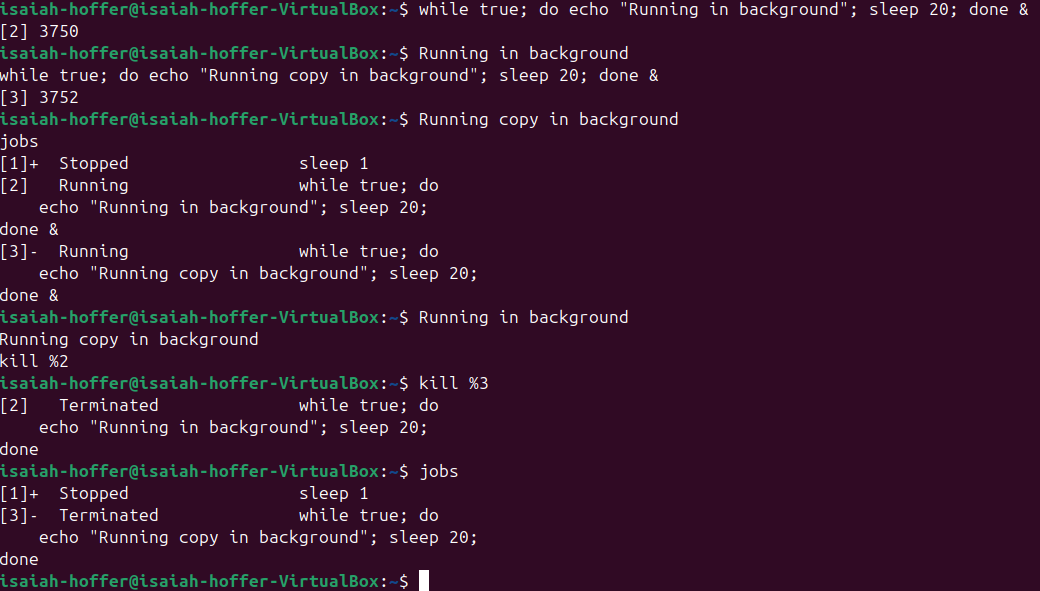 isaiah-hoffer@isaiah-hoffer-VirtualBox:~$ while true; do echo "Running in background"; sleep 20; done &
[2] 3750
isaiah-hoffer@isaiah-hoffer-VirtualBox:~$ Running in background
while true; do echo "Running copy in background"; sleep 20; done &
[3] 3752
isaiah-hoffer@isaiah-hoffer-VirtualBox:~$ Running copy in background
jobs
[1]+  Stopped                 sleep 1
[2]   Running                 while true; do
    echo "Running in background"; sleep 20;
done &
[3]-  Running                 while true; do
    echo "Running copy in background"; sleep 20;
done &
isaiah-hoffer@isaiah-hoffer-VirtualBox:~$ Running in background
Running copy in background
kill %2
isaiah-hoffer@isaiah-hoffer-VirtualBox:~$ kill %3
[2]   Terminated              while true; do
    echo "Running in background"; sleep 20;
done
isaiah-hoffer@isaiah-hoffer-VirtualBox:~$ jobs
[1]+  Stopped                 sleep 1
[3]-  Terminated              while true; do
    echo "Running copy in background"; sleep 20;
done
isaiah-hoffer@isaiah-hoffer-VirtualBox:~$